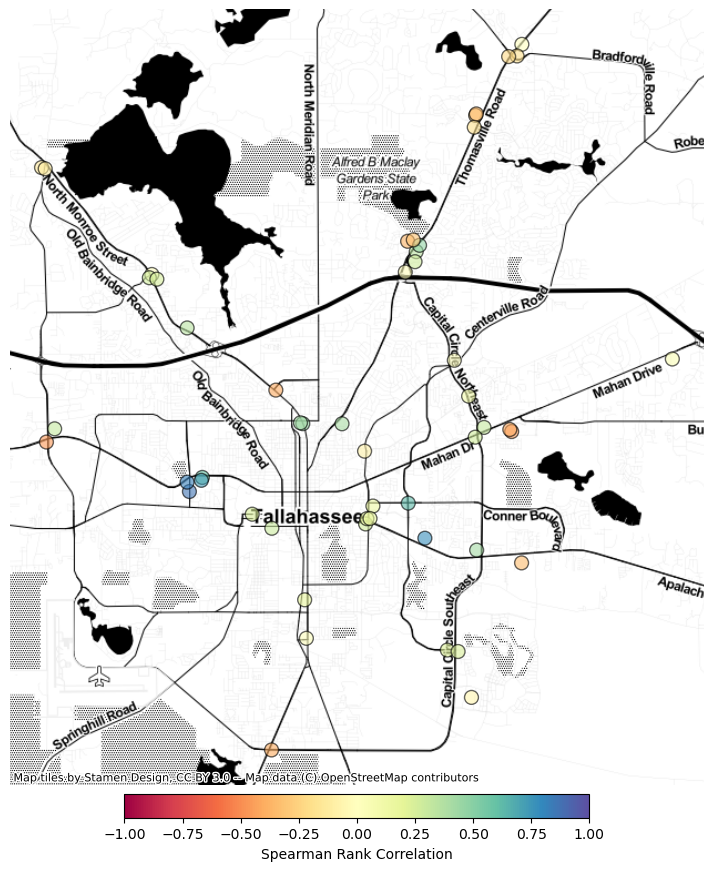 Bradfordville Road
North Meridian Road
Thomasville Road
Robe
Alfred B Maclay
Gardens State
Park
North Monroe Street
Old Bainbridge Road
Capital Circle Northeast
Centerville Road
Mahan Drive
Old Bainbridge Road
Bu
Mahan Dr
Tallahassee
Conner Boulevard
Apalach
Capital Circle Southeast
Springhill Road
Map tiles by Stamen Design, CC BY 3.0 -- Map data (C) OpenStreetMap contributors
−1.00 −0.75 −0.50 −0.25 0.00 0.25 0.50 0.75 1.00
Spearman Rank Correlation